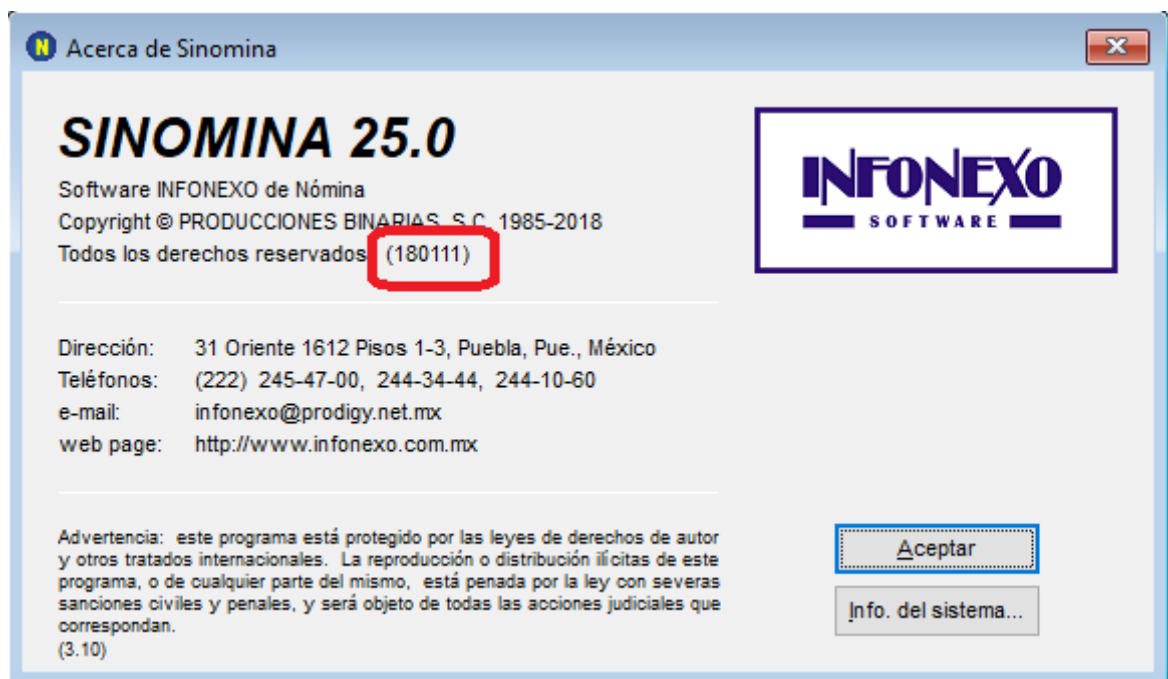 Acerca de Sinomina
SINOMINA 25.0
Software INFONEXO de Nómina
Copyright © PRODUCCIONES BINARIAS, S.C. 1985-2018
Todos los derechos reservados (180111)
INFONEXO
SOFTWARE
Dirección: 31 Oriente 1612 Pisos 1-3, Puebla, Pue., México
Teléfonos: (222) 245-47-00, 244-34-44, 244-10-60
e-mail: infonexo@prodigy.net.mx
web page: http://www.infonexo.com.mx
Advertencia: este programa está protegido por las leyes de derechos de autor
y otros tratados internacionales. La reproducción o distribución ilícitas de este
programa, o de cualquier parte del mismo, está penada por la ley con severas
sanciones civiles y penales, y será objeto de todas las acciones judiciales que
correspondan.
(3.10)
Aceptar
Info. del sistema...